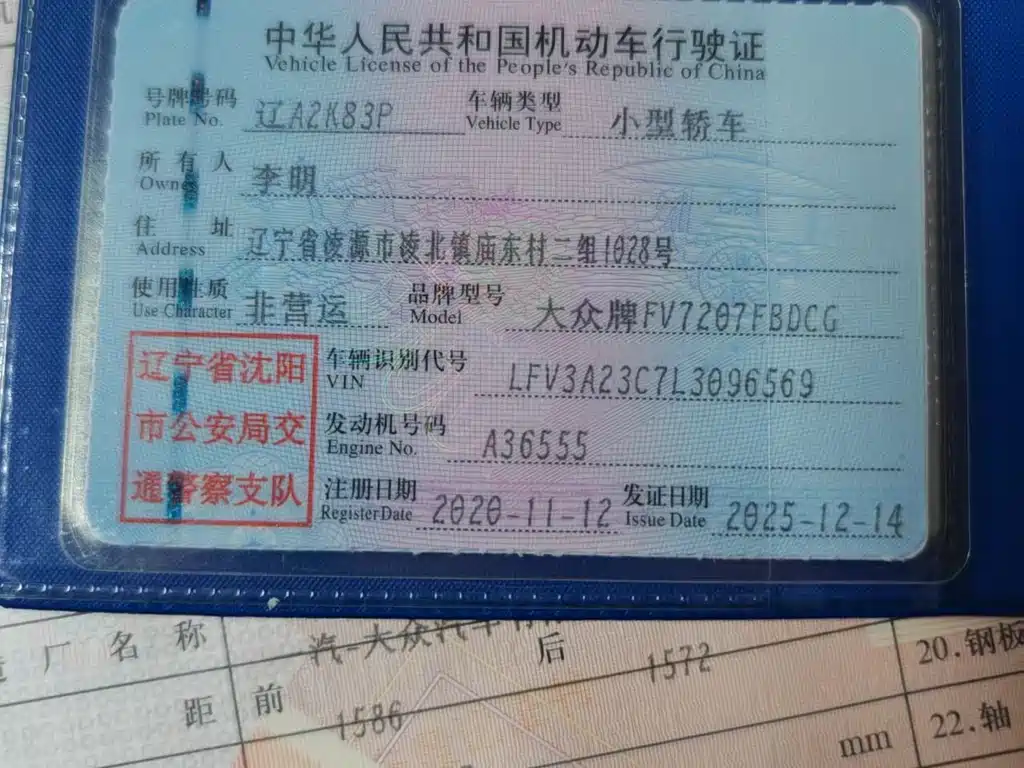 中华人民共和国机动车行驶证
Vehicle License of the People's Republic of China
号牌号码 辽A2K83P 车辆类型 小型轿车
Plate No. Vehicle Type
所有人 李明
Owner
住址 辽宁省凌源市凌北镇庙东村二组1028号
Address
使用性质 非营运 品牌型号 大众牌FV7207FBDCG
Use Character Model
辽宁省沈阳
市公安局交
通警察支队
车辆识别代号 LFV3A23C7L3096569
VIN
发动机号码 A36555
Engine No.
注册日期 2020-11-12 发证日期 2025-12-14
Register Date Issue Date
厂名称 汽-大众汽车有
后 1572 20.钢板
距 前 1586 mm 22.轴